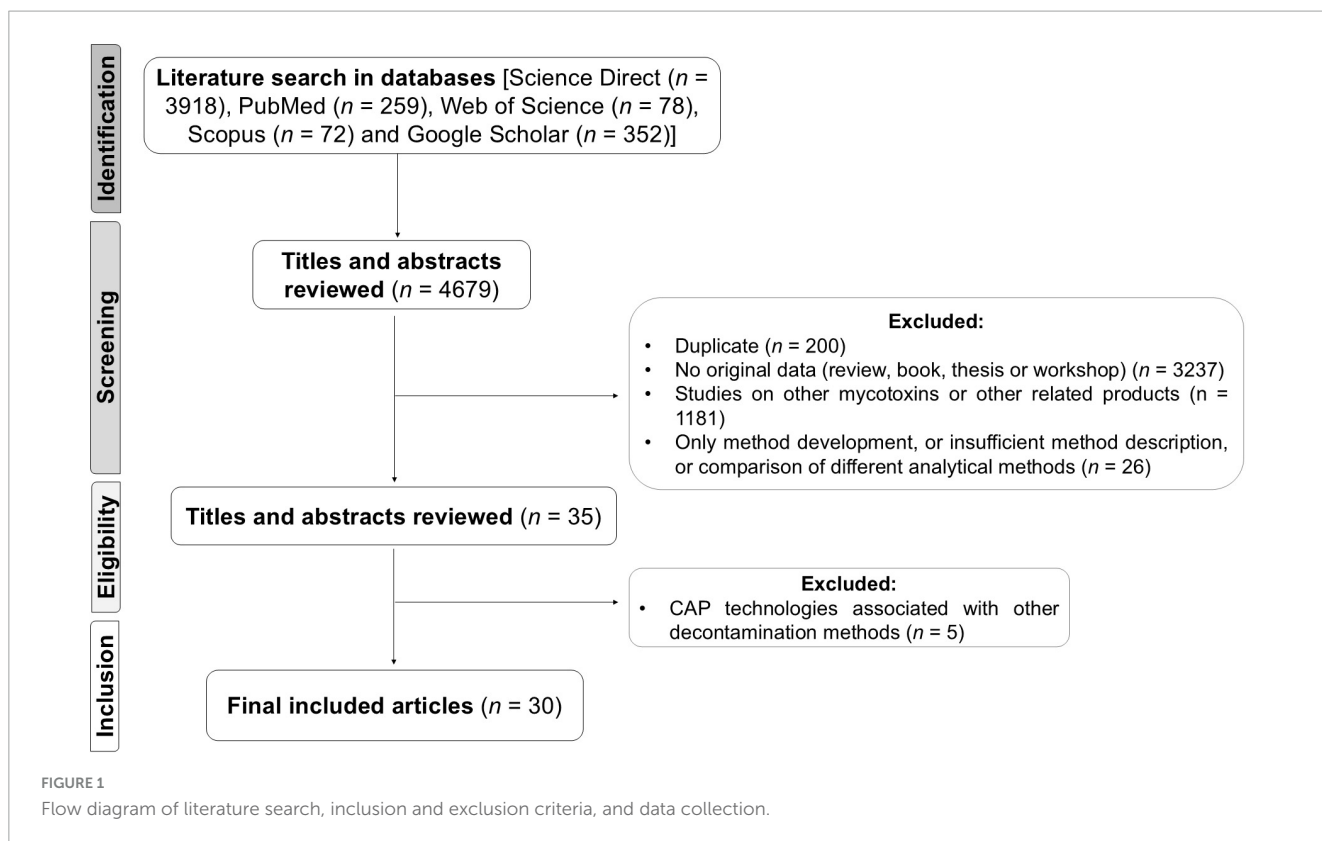 Identification
Literature search in databases [Science Direct (n =
3918), PubMed (n = 259), Web of Science (n = 78),
Scopus (n = 72) and Google Scholar (n = 352)]
Screening
Titles and abstracts
reviewed (n = 4679)
Excluded:
• Duplicate (n = 200)
• No original data (review, book, thesis or workshop) (n = 3237)
• Studies on other mycotoxins or other related products (n =
1181)
• Only method development, or insufficient method description,
or comparison of different analytical methods (n = 26)
Eligibility
Titles and abstracts reviewed (n = 35)
Excluded:
• CAP technologies associated with other
decontamination methods (n = 5)
Inclusion
Final included articles (n = 30)
FIGURE 1
Flow diagram of literature search, inclusion and exclusion criteria, and data collection.